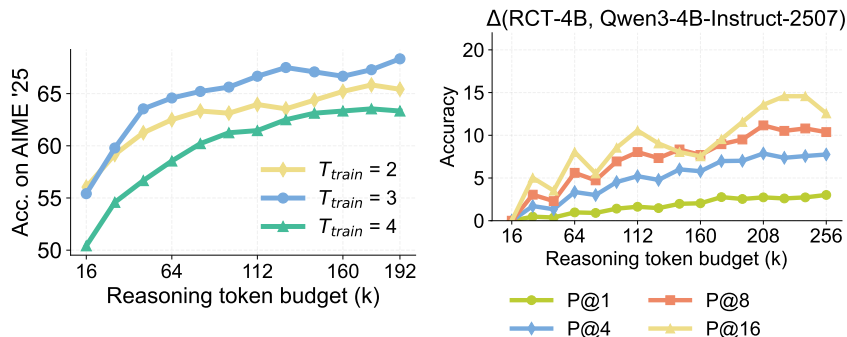 Acc. on AIME '25
65
60
55
50
16 64 112 160 192
Reasoning token budget (k)
T_train = 2
T_train = 3
T_train = 4
Δ(RCT-4B, Qwen3-4B-Instruct-2507)
Accuracy
20
15
10
5
0
16 64 112 160 208 256
Reasoning token budget (k)
P@1 P@8
P@4 P@16